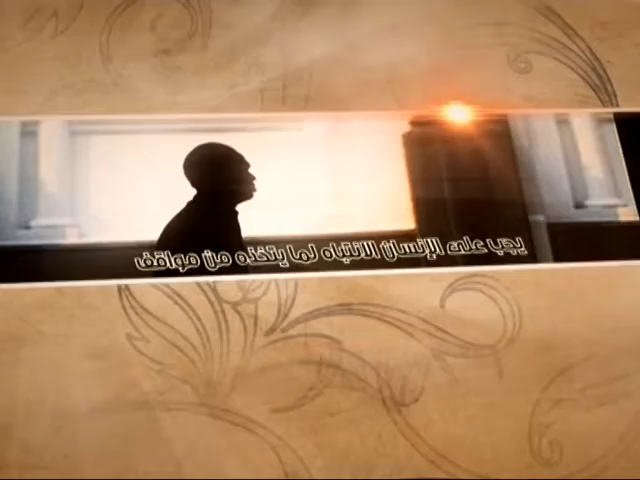 يجب على الإنسان الانتباه لما يتخذه من مواقف